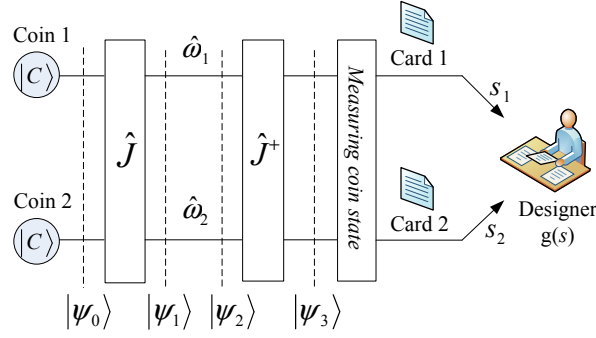 Coin 1
|C⟩
Ĵ
ω̂₁
Ĵ⁺
Measuring coin state
Card 1
s₁
Coin 2
|C⟩
ω̂₂
Card 2
s₂
Designer
g(s)
|ψ₀⟩ |ψ₁⟩ |ψ₂⟩ |ψ₃⟩